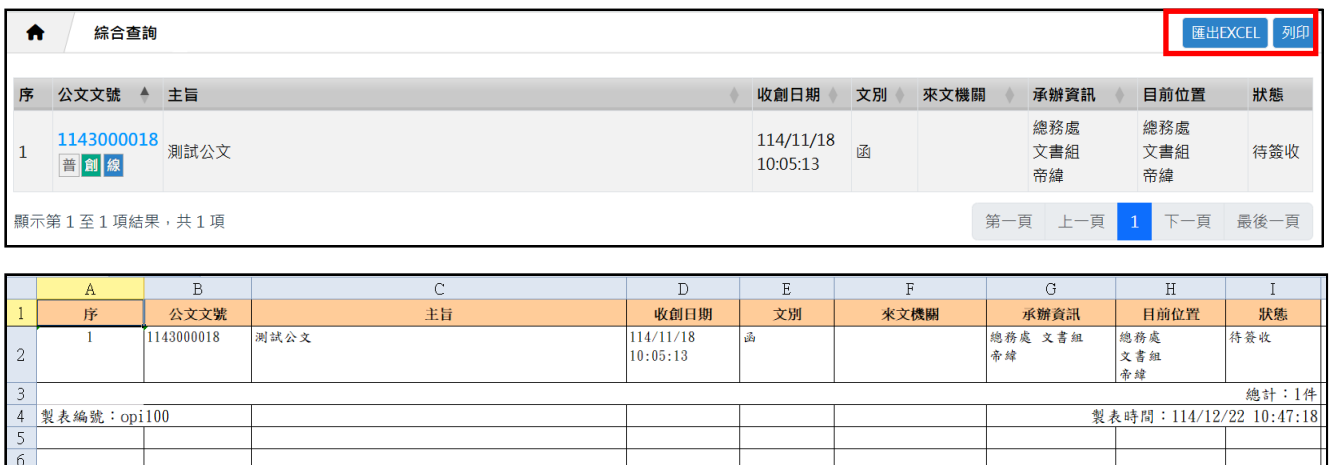 綜合查詢
匯出EXCEL 列印
序 公文文號 主旨 收創日期 文別 來文機關 承辦資訊 目前位置 狀態
1 1143000018 測試公文 114/11/18 函 總務處 總務處 待簽收
普 創 線 10:05:13 文書組 文書組
帝緯 帝緯
顯示第 1 至 1 項結果，共 1 項
第一頁 上一頁 1 下一頁 最後一頁
A B C D E F G H I
1 序 公文文號 主旨 收創日期 文別 來文機關 承辦資訊 目前位置 狀態
2 1 1143000018 測試公文 114/11/18 函 總務處 文書組 總務處 待簽收
10:05:13 帝緯 文書組
帝緯
3 總計：1件
4 製表編號：opi100 製表時間：114/12/22 10:47:18
5
6